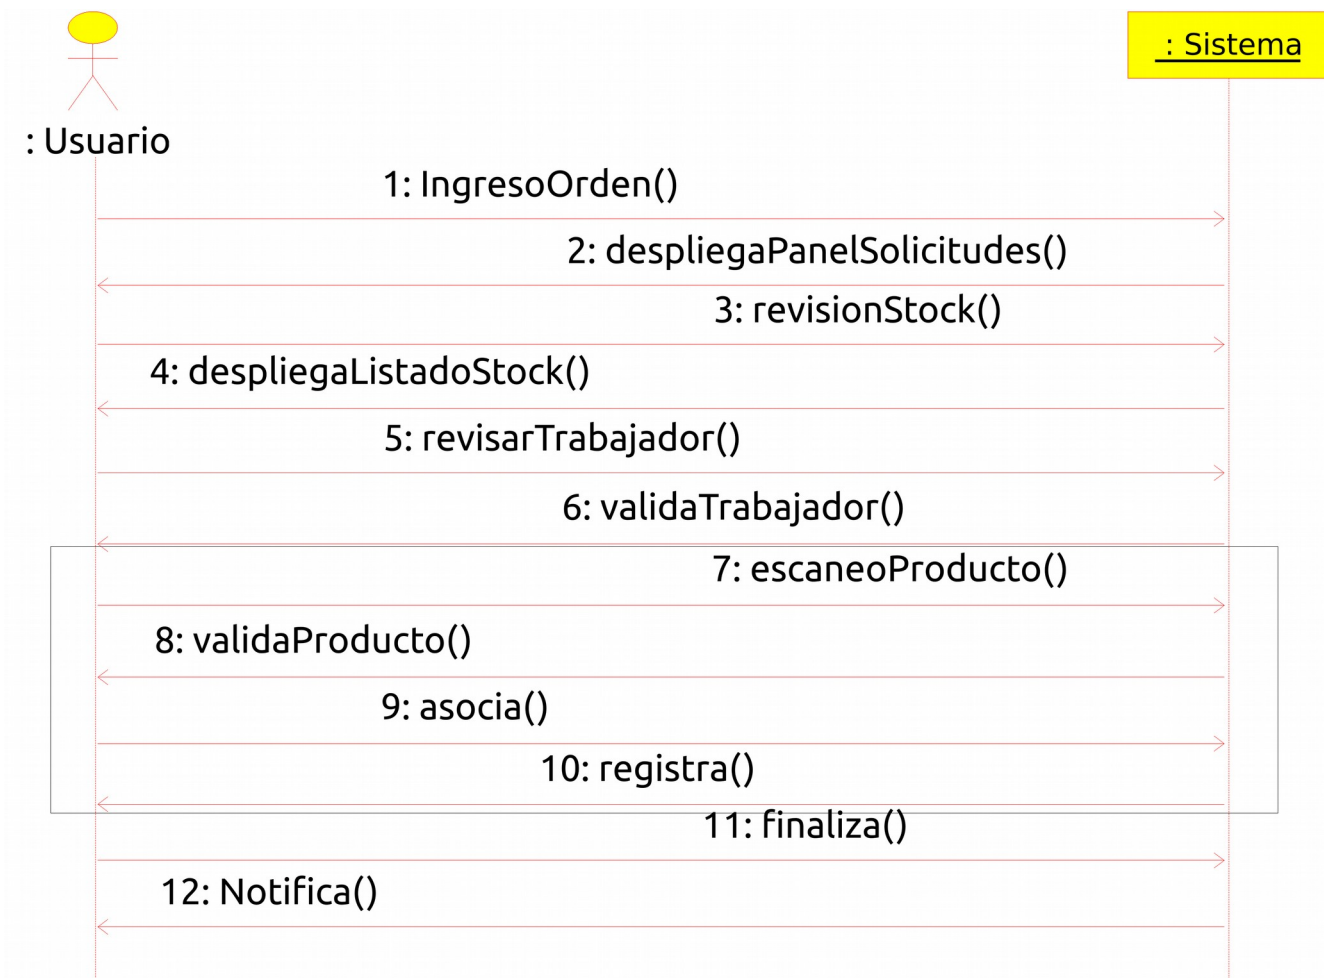 : Sistema
: Usuario
1: IngresoOrden()
2: despliegaPanelSolicitudes()
3: revisionStock()
4: despliegaListadoStock()
5: revisarTrabajador()
6: validaTrabajador()
7: escaneoProducto()
8: validaProducto()
9: asocia()
10: registra()
11: finaliza()
12: Notifica()